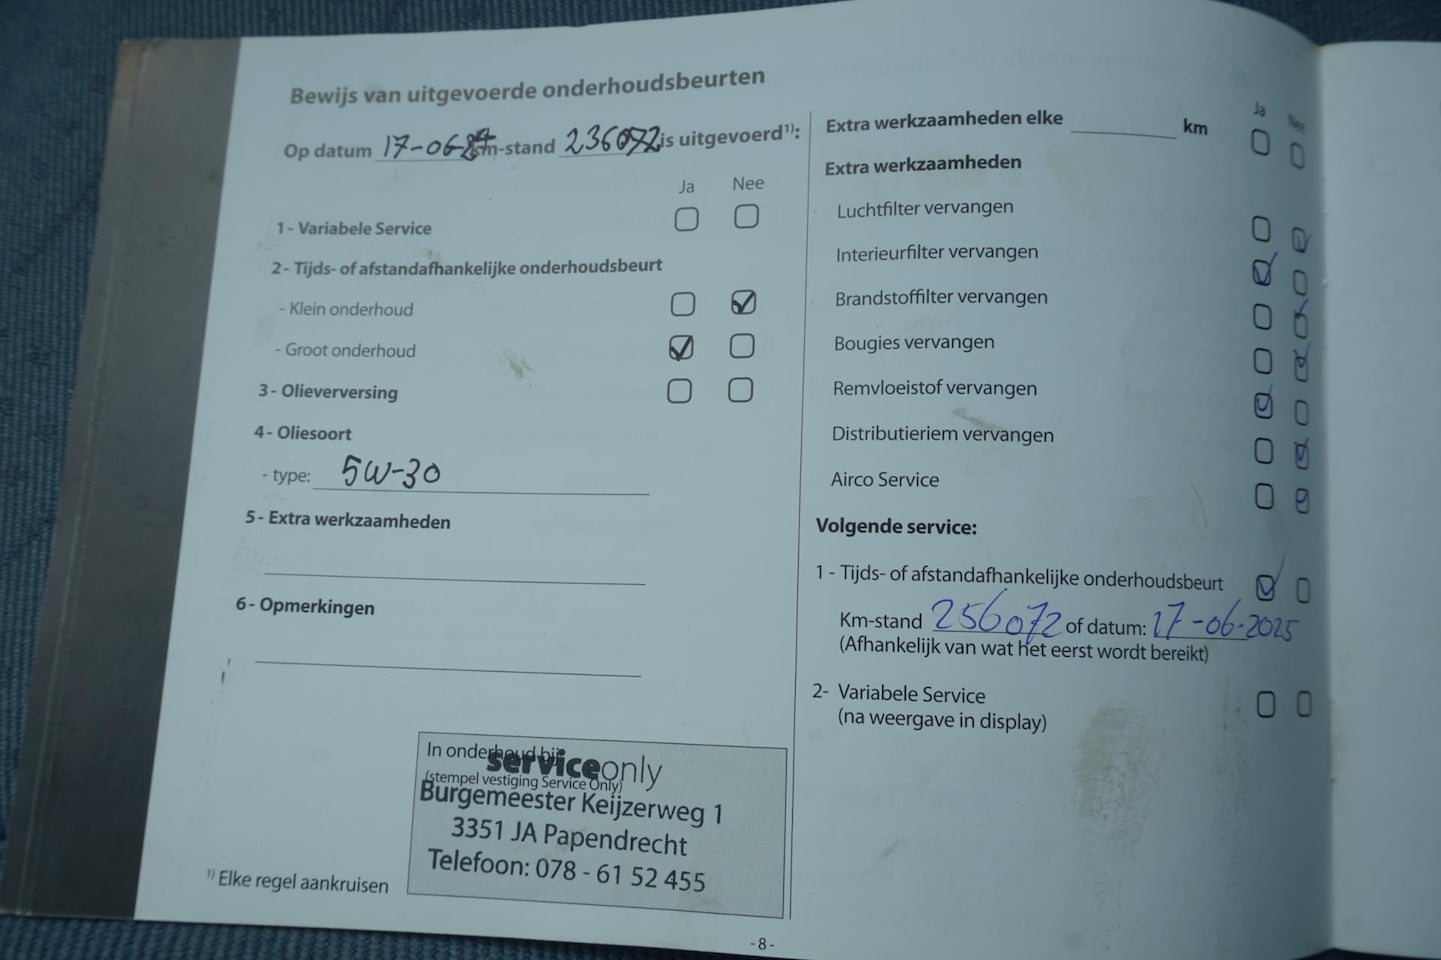 Bewijs van uitgevoerde onderhoudsbeurten
Op datum 17-06-24 km-stand 236072 is uitgevoerd¹⁾:
Ja Nee
1 - Variabele Service
2 - Tijds- of afstandafhankelijke onderhoudsbeurt
- Klein onderhoud
- Groot onderhoud
3 - Olieverversing
4 - Oliesoort
- type: 5W-30
5 - Extra werkzaamheden
6 - Opmerkingen
In onderhoud bij
serviceonly
(stempel vestiging Service Only)
Burgemeester Keijzerweg 1
3351 JA Papendrecht
Telefoon: 078 - 61 52 455
¹⁾ Elke regel aankruisen
Ja Nee
Extra werkzaamheden elke km
Extra werkzaamheden
Luchtfilter vervangen
Interieurfilter vervangen
Brandstoffilter vervangen
Bougies vervangen
Remvloeistof vervangen
Distributieriem vervangen
Airco Service
Volgende service:
1 - Tijds- of afstandafhankelijke onderhoudsbeurt
Km-stand 256072 of datum: 17-06-2025
(Afhankelijk van wat het eerst wordt bereikt)
2- Variabele Service
(na weergave in display)
- 8 -